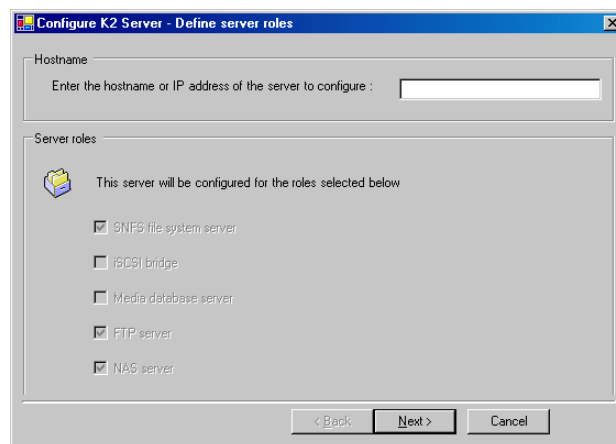 Configure K2 Server - Define server roles
Hostname
Enter the hostname or IP address of the server to configure :
Server roles
This server will be configured for the roles selected below
SNFS file system server
iSCSI bridge
Media database server
FTP server
NAS server
< Back
Next >
Cancel